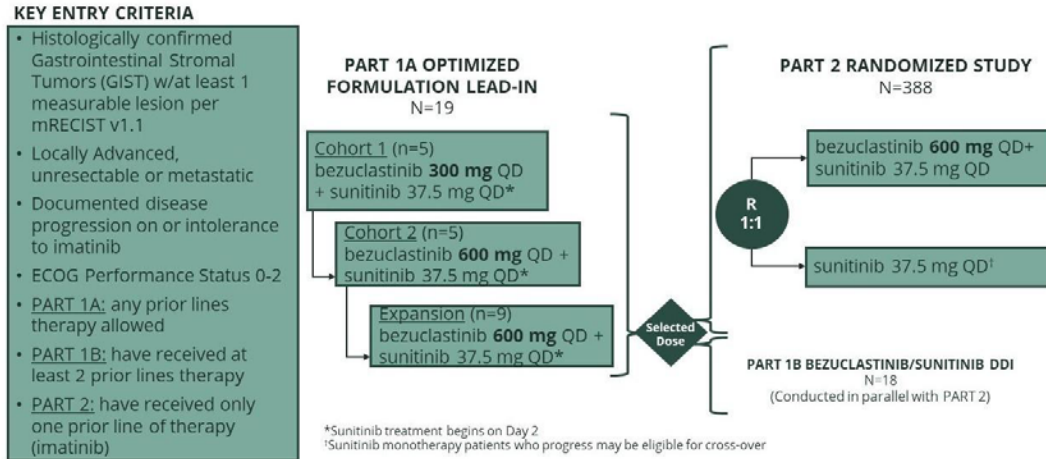 KEY ENTRY CRITERIA
• Histologically confirmed
Gastrointestinal Stromal
Tumors (GIST) w/at least 1
measurable lesion per
mRECIST v1.1
• Locally Advanced,
unresectable or metastatic
• Documented disease
progression on or intolerance
to imatinib
• ECOG Performance Status 0-2
• PART 1A: any prior lines
therapy allowed
• PART 1B: have received at
least 2 prior lines therapy
• PART 2: have received only
one prior line of therapy
(imatinib)
PART 1A OPTIMIZED
FORMULATION LEAD-IN
N=19
Cohort 1 (n=5)
bezuclastinib 300 mg QD
+ sunitinib 37.5 mg QD*
Cohort 2 (n=5)
bezuclastinib 600 mg QD +
sunitinib 37.5 mg QD*
Expansion (n=9)
bezuclastinib 600 mg QD +
sunitinib 37.5 mg QD*
Selected
Dose
PART 2 RANDOMIZED STUDY
N=388
R
1:1
bezuclastinib 600 mg QD+
sunitinib 37.5 mg QD
sunitinib 37.5 mg QD†
PART 1B BEZUCLASTINIB/SUNITINIB DDI
N=18
(Conducted in parallel with PART 2)
*Sunitinib treatment begins on Day 2
†Sunitinib monotherapy patients who progress may be eligible for cross-over